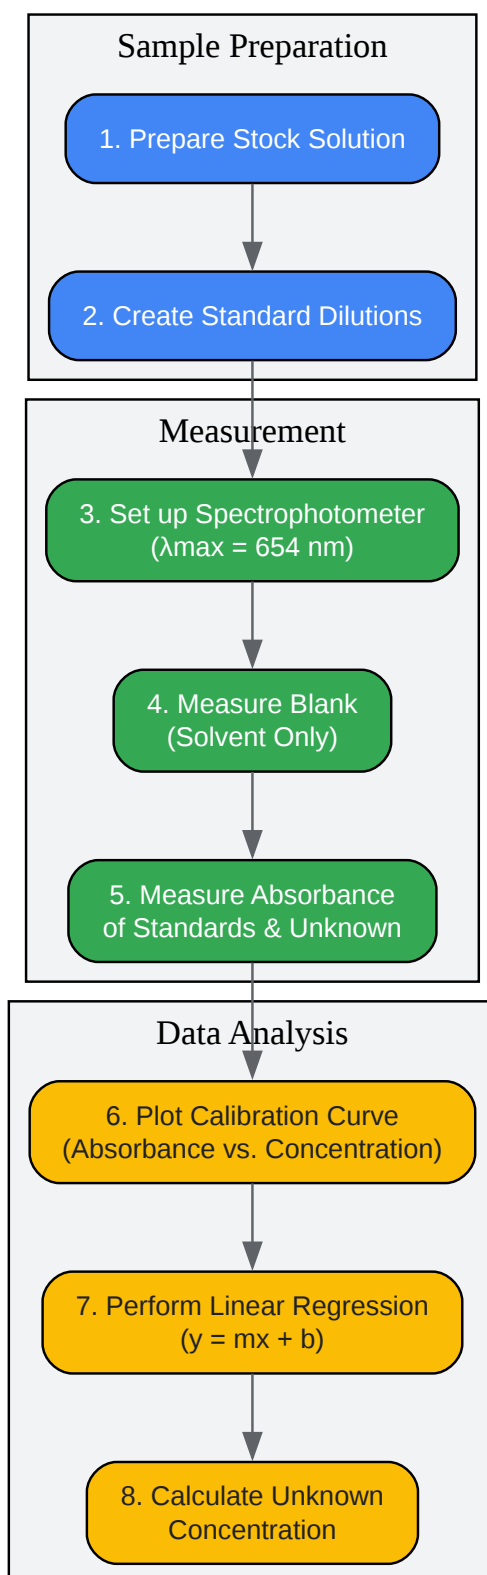 Sample Preparation
1. Prepare Stock Solution
2. Create Standard Dilutions
Measurement
3. Set up Spectrophotometer
(λmax = 654 nm)
4. Measure Blank
(Solvent Only)
5. Measure Absorbance
of Standards & Unknown
Data Analysis
6. Plot Calibration Curve
(Absorbance vs. Concentration)
7. Perform Linear Regression
(y = mx + b)
8. Calculate Unknown
Concentration